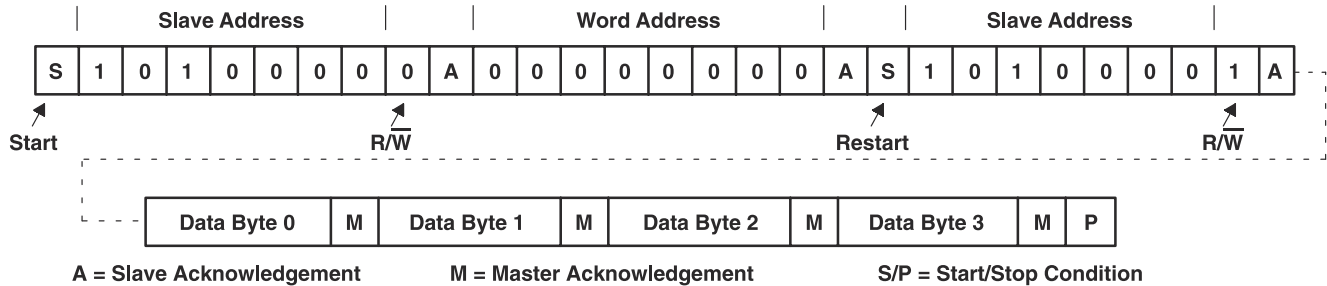 Slave Address Word Address Slave Address
S 1 0 1 0 0 0 0 0 A 0 0 0 0 0 0 0 0 A S 1 0 1 0 0 0 0 1 A
Start R/W̅ Restart R/W̅
Data Byte 0 M Data Byte 1 M Data Byte 2 M Data Byte 3 M P
A = Slave Acknowledgement M = Master Acknowledgement S/P = Start/Stop Condition